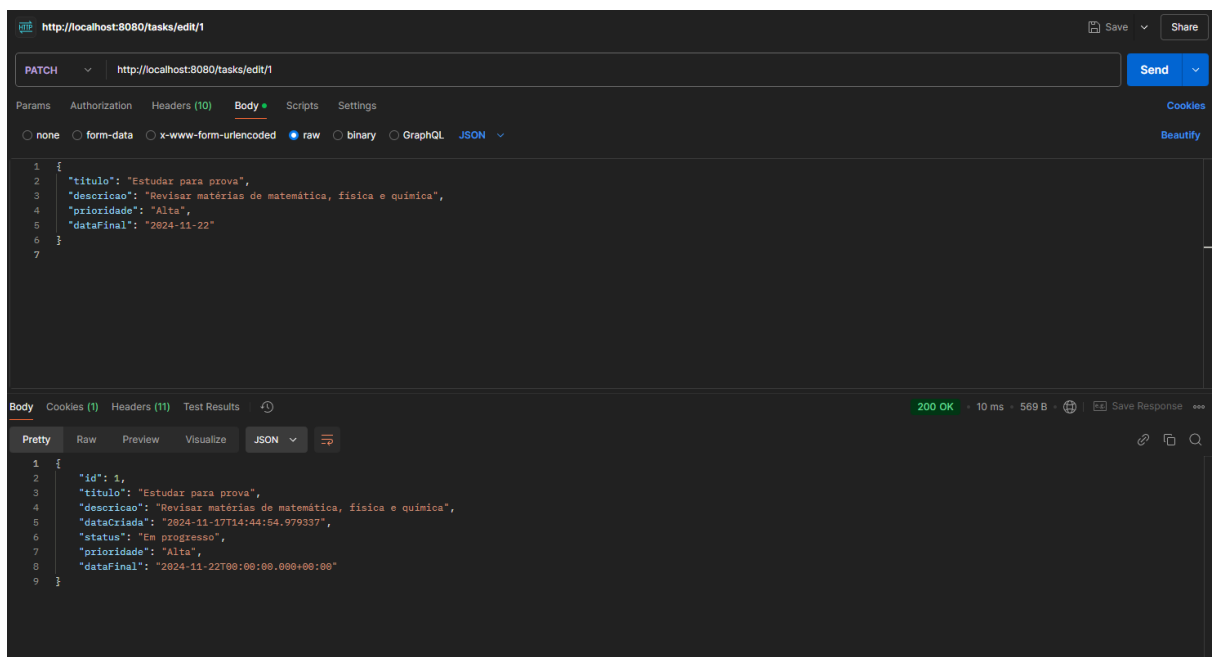 HTTP http://localhost:8080/tasks/edit/1 Save Share
PATCH http://localhost:8080/tasks/edit/1 Send
Params Authorization Headers (10) Body Scripts Settings Cookies
none form-data x-www-form-urlencoded raw binary GraphQL JSON Beautify
1 {
2 "titulo": "Estudar para prova",
3 "descricao": "Revisar matérias de matemática, física e química",
4 "prioridade": "Alta",
5 "dataFinal": "2024-11-22"
6 }
7
Body Cookies (1) Headers (11) Test Results 200 OK 10 ms 569 B Save Response
Pretty Raw Preview Visualize JSON
1 {
2 "id": 1,
3 "titulo": "Estudar para prova",
4 "descricao": "Revisar matérias de matemática, física e química",
5 "dataCriada": "2024-11-17T14:44:54.979337",
6 "status": "Em progresso",
7 "prioridade": "Alta",
8 "dataFinal": "2024-11-22T00:00:00.000+00:00"
9 }